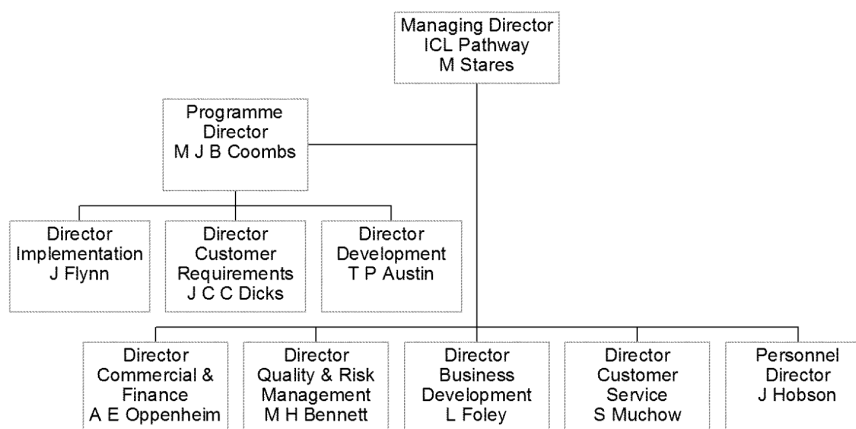 Managing Director
ICL Pathway
M Stares
Programme
Director
M J B Coombs
Director
Implementation
J Flynn
Director
Customer
Requirements
J C C Dicks
Director
Development
T P Austin
Director
Commercial &
Finance
A E Oppenheim
Director
Quality & Risk
Management
M H Bennett
Director
Business
Development
L Foley
Director
Customer
Service
S Muchow
Personnel
Director
J Hobson